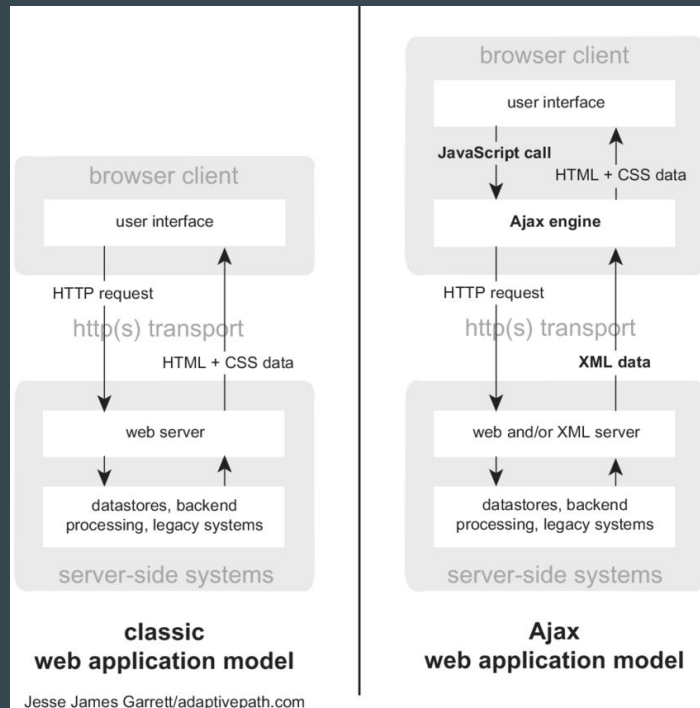 browser client
user interface
HTTP request
http(s) transport
HTML + CSS data
web server
datastores, backend
processing, legacy systems
server-side systems
classic
web application model
Jesse James Garrett/adaptivepath.com
browser client
user interface
JavaScript call
HTML + CSS data
Ajax engine
HTTP request
http(s) transport
XML data
web and/or XML server
datastores, backend
processing, legacy systems
server-side systems
Ajax
web application model